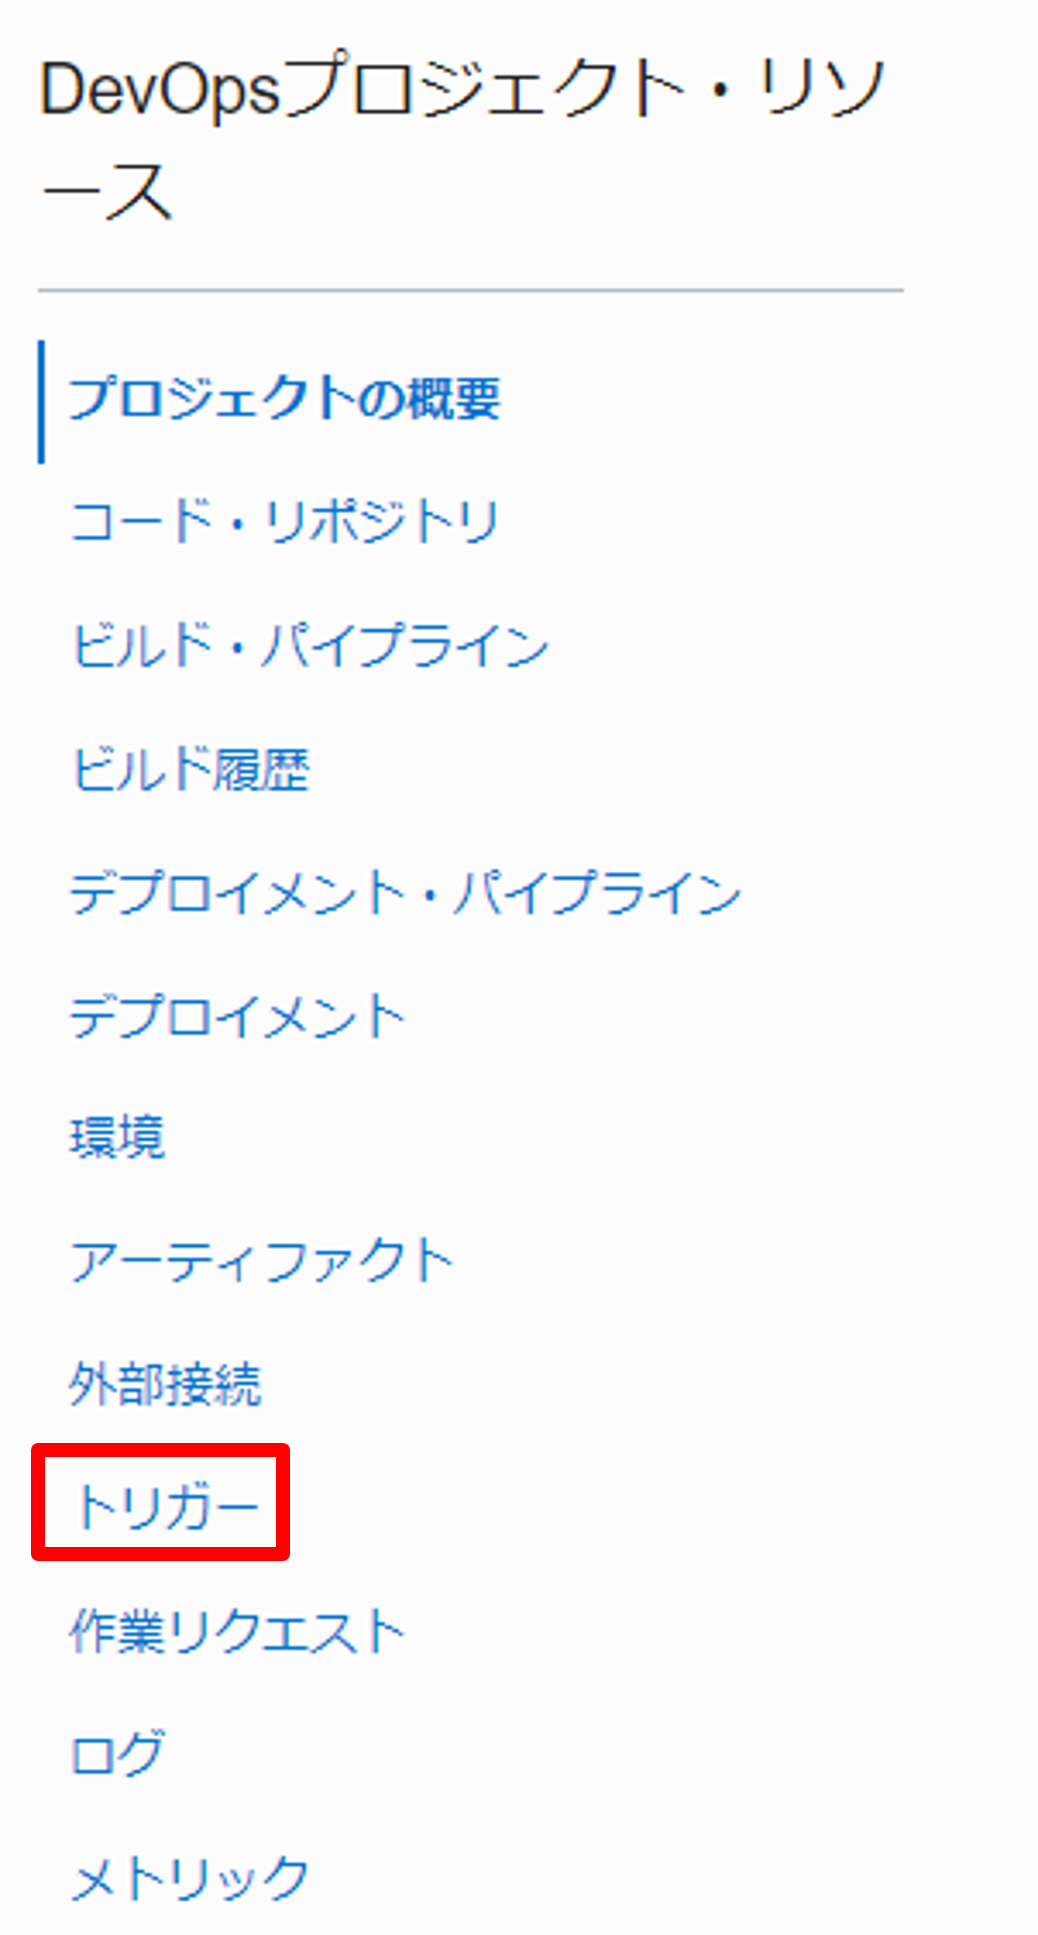 DevOpsプロジェクト・リソ
ース
プロジェクトの概要
コード・リポジトリ
ビルド・パイプライン
ビルド履歴
デプロイメント・パイプライン
デプロイメント
環境
アーティファクト
外部接続
トリガー
作業リクエスト
ログ
メトリック